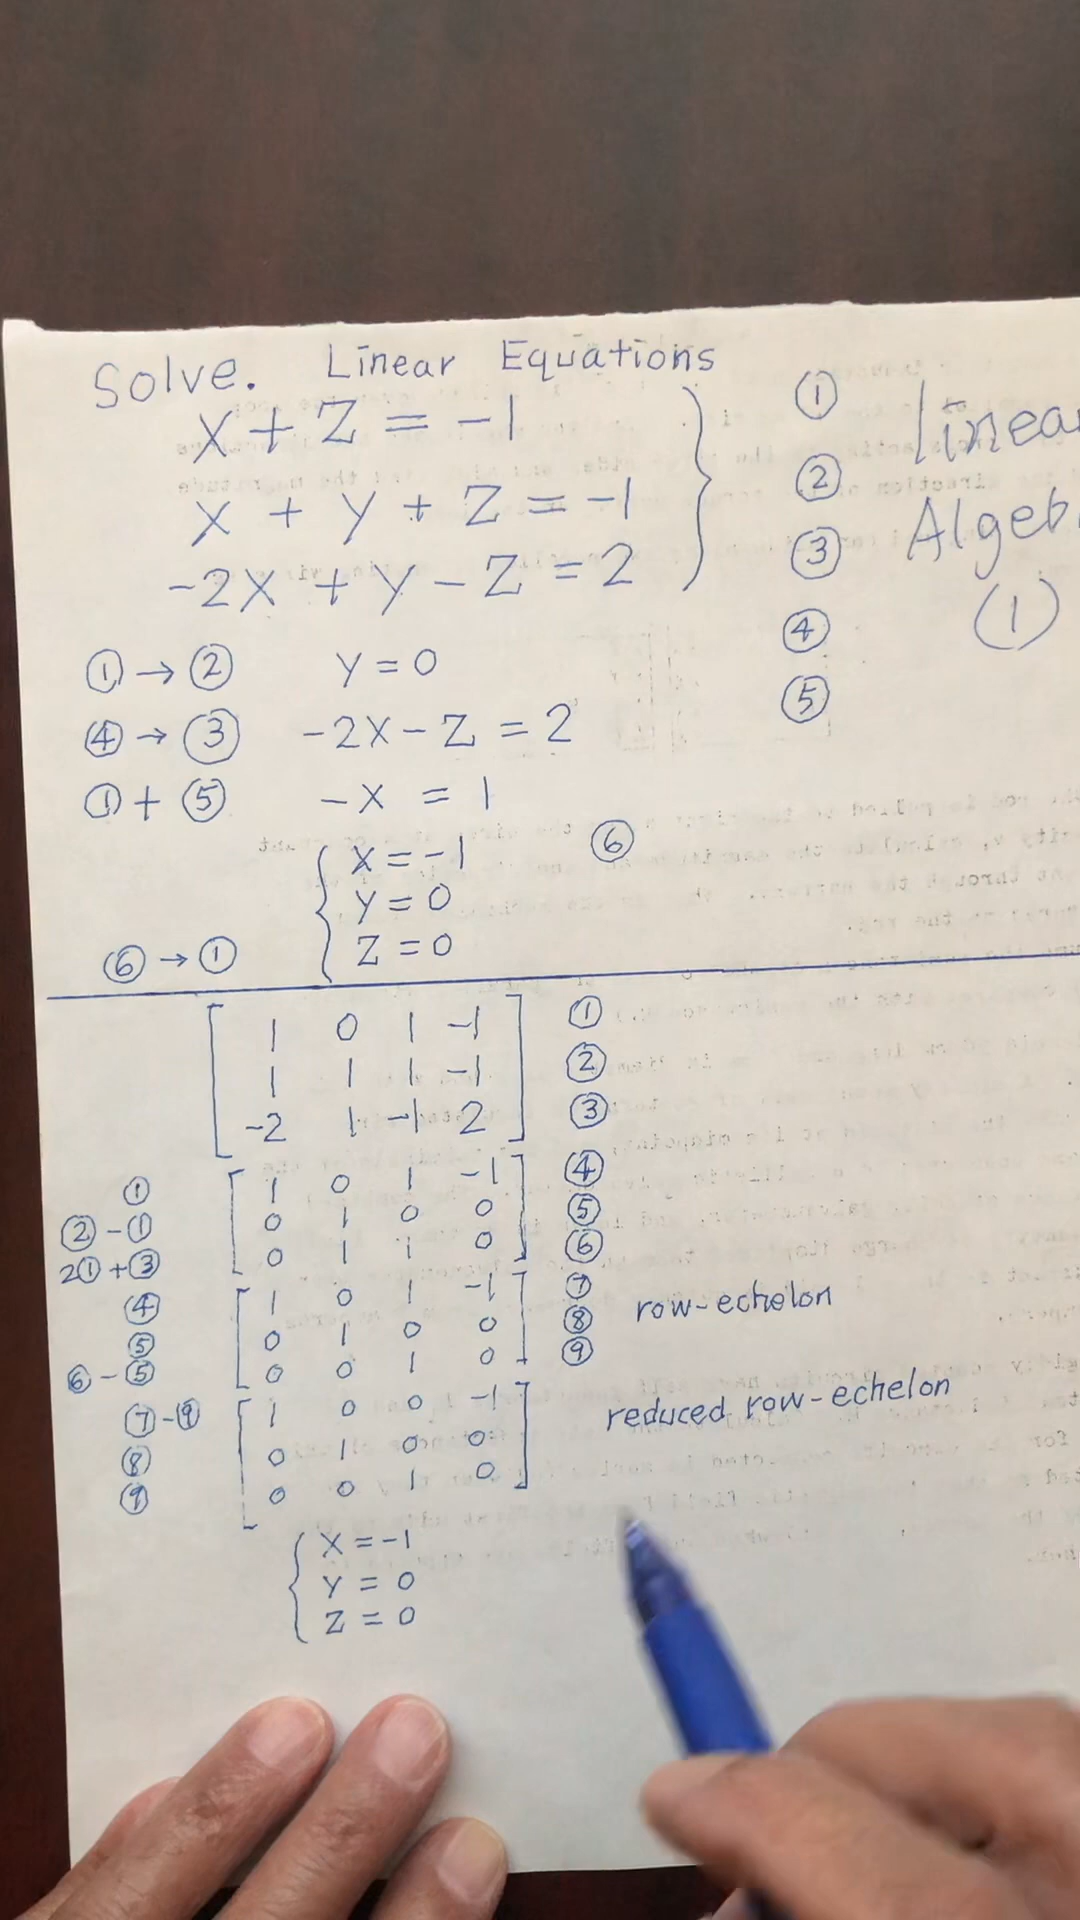 Solve. Linear Equations
x + z = -1 ① linear
x + y + z = -1 ②
-2x + y - z = 2 ③ Algeb
④ (1)
① → ② y = 0 ⑤
④ → ③ -2x - z = 2
① + ⑤ -x = 1
x = -1 ⑥
y = 0
⑥ → ① z = 0
1 0 1 -1 ①
1 1 1 -1 ②
-2 1 -1 2 ③
① 1 0 1 -1 ④
② - ① 0 1 0 0 ⑤
2① + ③ 0 1 1 0 ⑥
④ 1 0 1 -1 ⑦ row-echelon
⑤ 0 1 0 0 ⑧
⑥ - ⑤ 0 0 1 0 ⑨
⑦ - ⑨ 1 0 0 -1 reduced row-echelon
⑧ 0 1 0 0
⑨ 0 0 1 0
x = -1
y = 0
z = 0